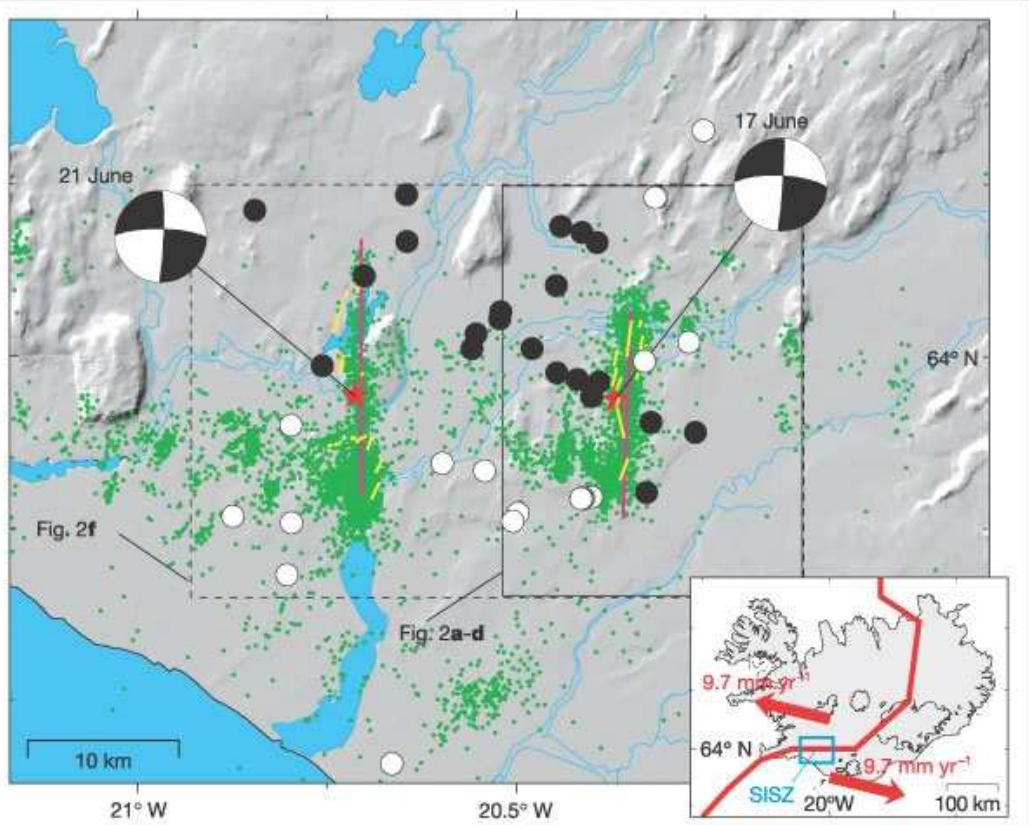 17 June
21 June
64° N
Fig. 2f
Fig. 2a-d
10 km
21° W
20.5° W
9.7 mm yr⁻¹
64° N
9.7 mm yr⁻¹
SISZ
20°W
100 km